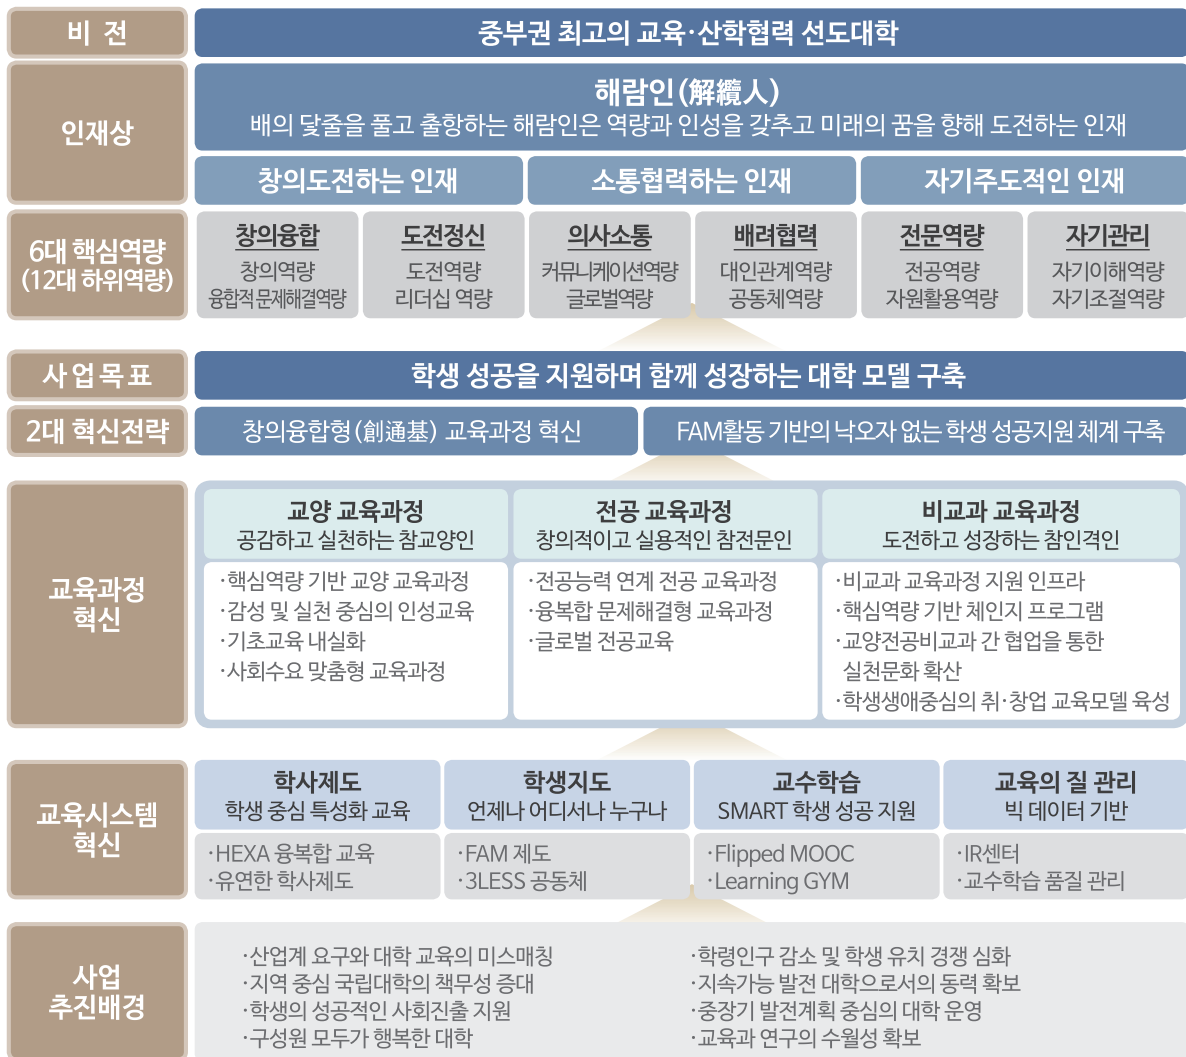 비 전
중부권 최고의 교육·산학협력 선도대학
인재상
해람인(解纜人)
배의 닻줄을 풀고 출항하는 해람인은 역량과 인성을 갖추고 미래의 꿈을 향해 도전하는 인재
창의도전하는 인재
소통협력하는 인재
자기주도적인 인재
6대 핵심역량
(12대 하위역량)
창의융합
창의역량
융합적 문제해결역량
도전정신
도전역량
리더십 역량
의사소통
커뮤니케이션역량
글로벌역량
배려협력
대인관계역량
공동체역량
전문역량
전공역량
자원활용역량
자기관리
자기이해역량
자기조절역량
사업목표
학생 성공을 지원하며 함께 성장하는 대학 모델 구축
2대 혁신전략
창의융합형(創通基) 교육과정 혁신
FAM활동 기반의 낙오자 없는 학생 성공지원 체계 구축
교육과정
혁신
교양 교육과정
공감하고 실천하는 참교양인
·핵심역량 기반 교양 교육과정
·감성 및 실천 중심의 인성교육
·기초교육 내실화
·사회수요 맞춤형 교육과정
전공 교육과정
창의적이고 실용적인 참전문인
·전공능력 연계 전공 교육과정
·융복합 문제해결형 교육과정
·글로벌 전공교육
비교과 교육과정
도전하고 성장하는 참인격인
·비교과 교육과정 지원 인프라
·핵심역량 기반 체인지 프로그램
·교양전공비교과 간 협업을 통한
실천문화 확산
·학생생애중심의 취·창업 교육모델 육성
교육시스템
혁신
학사제도
학생 중심 특성화 교육
·HEXA 융복합 교육
·유연한 학사제도
학생지도
언제나 어디서나 누구나
·FAM 제도
·3LESS 공동체
교수학습
SMART 학생 성공 지원
·Flipped MOOC
·Learning GYM
교육의 질 관리
빅 데이터 기반
·IR센터
·교수학습 품질 관리
사업
추진배경
·산업계 요구와 대학 교육의 미스매칭
·지역 중심 국립대학의 책무성 증대
·학생의 성공적인 사회진출 지원
·구성원 모두가 행복한 대학
·학령인구 감소 및 학생 유치 경쟁 심화
·지속가능 발전 대학으로서의 동력 확보
·중장기 발전계획 중심의 대학 운영
·교육과 연구의 수월성 확보